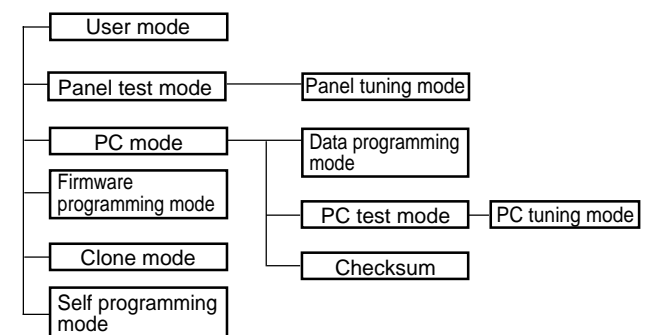 User mode
Panel test mode
Panel tuning mode
PC mode
Data programming
mode
Firmware
programming mode
PC test mode
PC tuning mode
Clone mode
Checksum
Self programming
mode